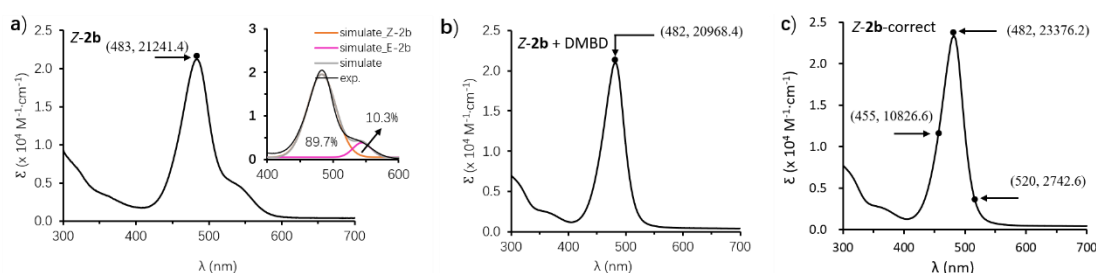 a)
Z-2b
(483, 21241.4)
simulate_Z-2b
simulate_E-2b
simulate
exp.
3
2
1
0
89.7%
10.3%
400 500 600
2.5
2.0
1.5
1.0
0.5
0.0
ε (x 10⁴ M⁻¹·cm⁻¹)
300 400 500 600 700
λ (nm)
b)
Z-2b + DMBD
(482, 20968.4)
2.5
2.0
1.5
1.0
0.5
0.0
ε (x 10⁴ M⁻¹·cm⁻¹)
300 400 500 600 700
λ (nm)
c)
Z-2b-correct
(482, 23376.2)
(455, 10826.6)
(520, 2742.6)
2.5
2.0
1.5
1.0
0.5
0.0
ε (x 10⁴ M⁻¹·cm⁻¹)
300 400 500 600 700
λ (nm)